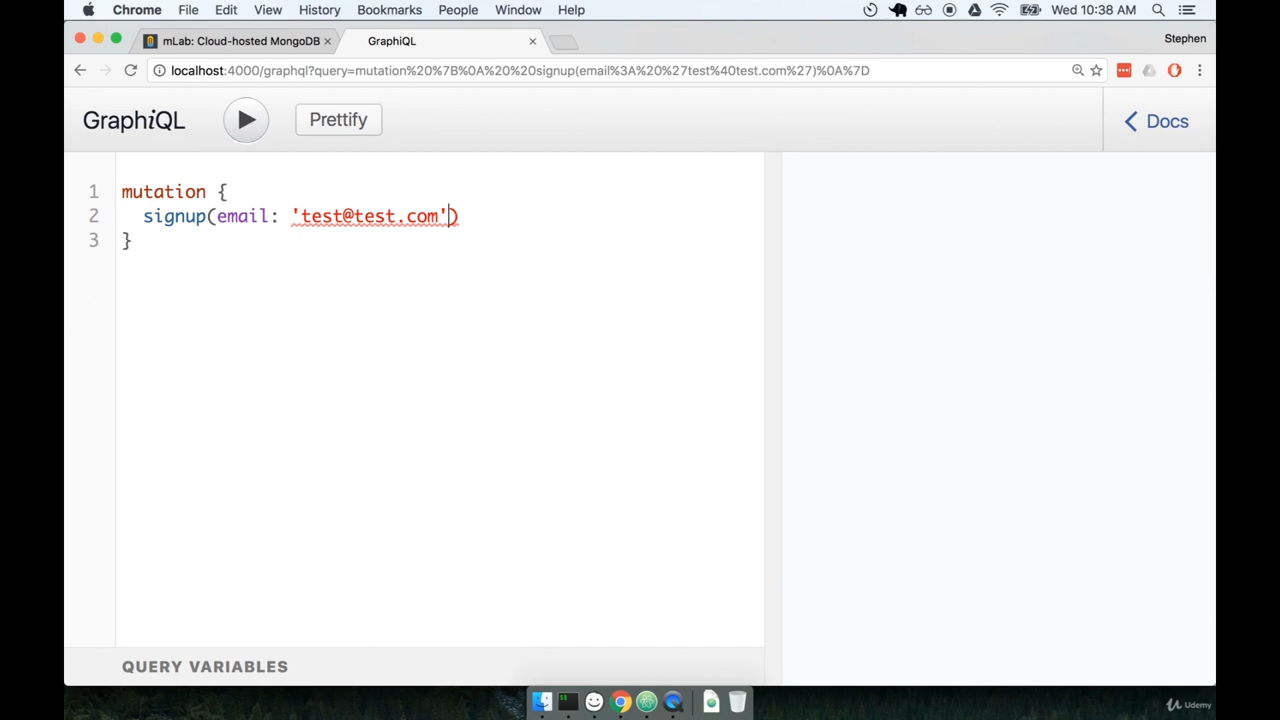 Chrome File Edit View History Bookmarks People Window Help Wed 10:38 AM
mLab: Cloud-hosted MongoDB GraphiQL Stephen
localhost:4000/graphql?query=mutation%20%7B%0A%20%20signup(email%3A%20%27test%40test.com%27)%0A%7D
GraphiQL Prettify Docs
1 mutation {
2 signup(email: 'test@test.com')
3 }
QUERY VARIABLES
Udemy